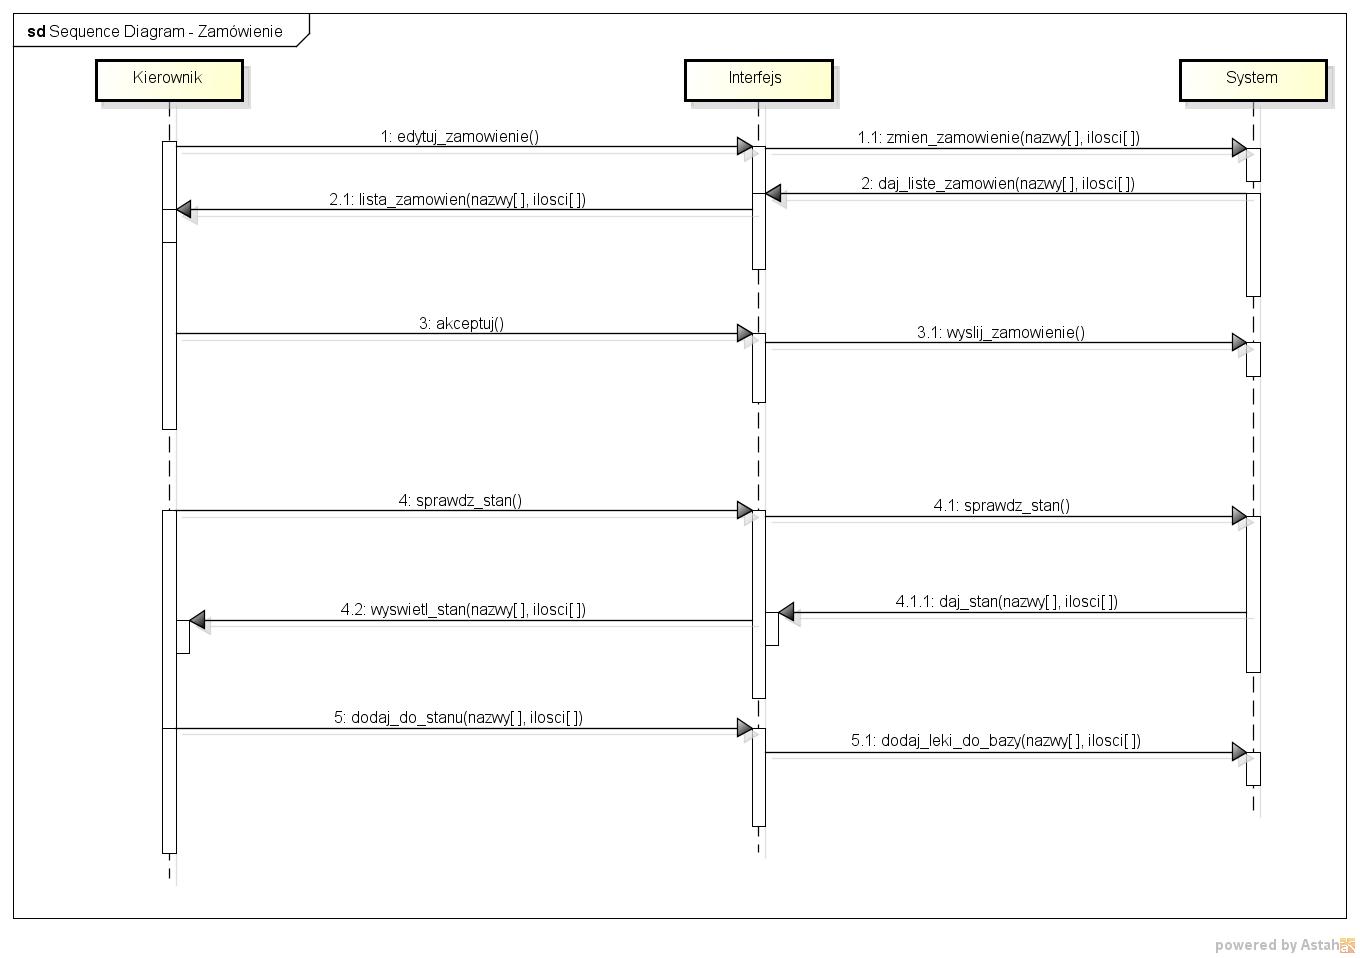 sd Sequence Diagram - Zamówienie
Kierownik
Interfejs
System
1: edytuj_zamowienie()
1.1: zmien_zamowienie(nazwy[ ], ilosci[ ])
2: daj_liste_zamowien(nazwy[ ], ilosci[ ])
2.1: lista_zamowien(nazwy[ ], ilosci[ ])
3: akceptuj()
3.1: wyslij_zamowienie()
4: sprawdz_stan()
4.1: sprawdz_stan()
4.1.1: daj_stan(nazwy[ ], ilosci[ ])
4.2: wyswietl_stan(nazwy[ ], ilosci[ ])
5: dodaj_do_stanu(nazwy[ ], ilosci[ ])
5.1: dodaj_leki_do_bazy(nazwy[ ], ilosci[ ])
powered by Astah